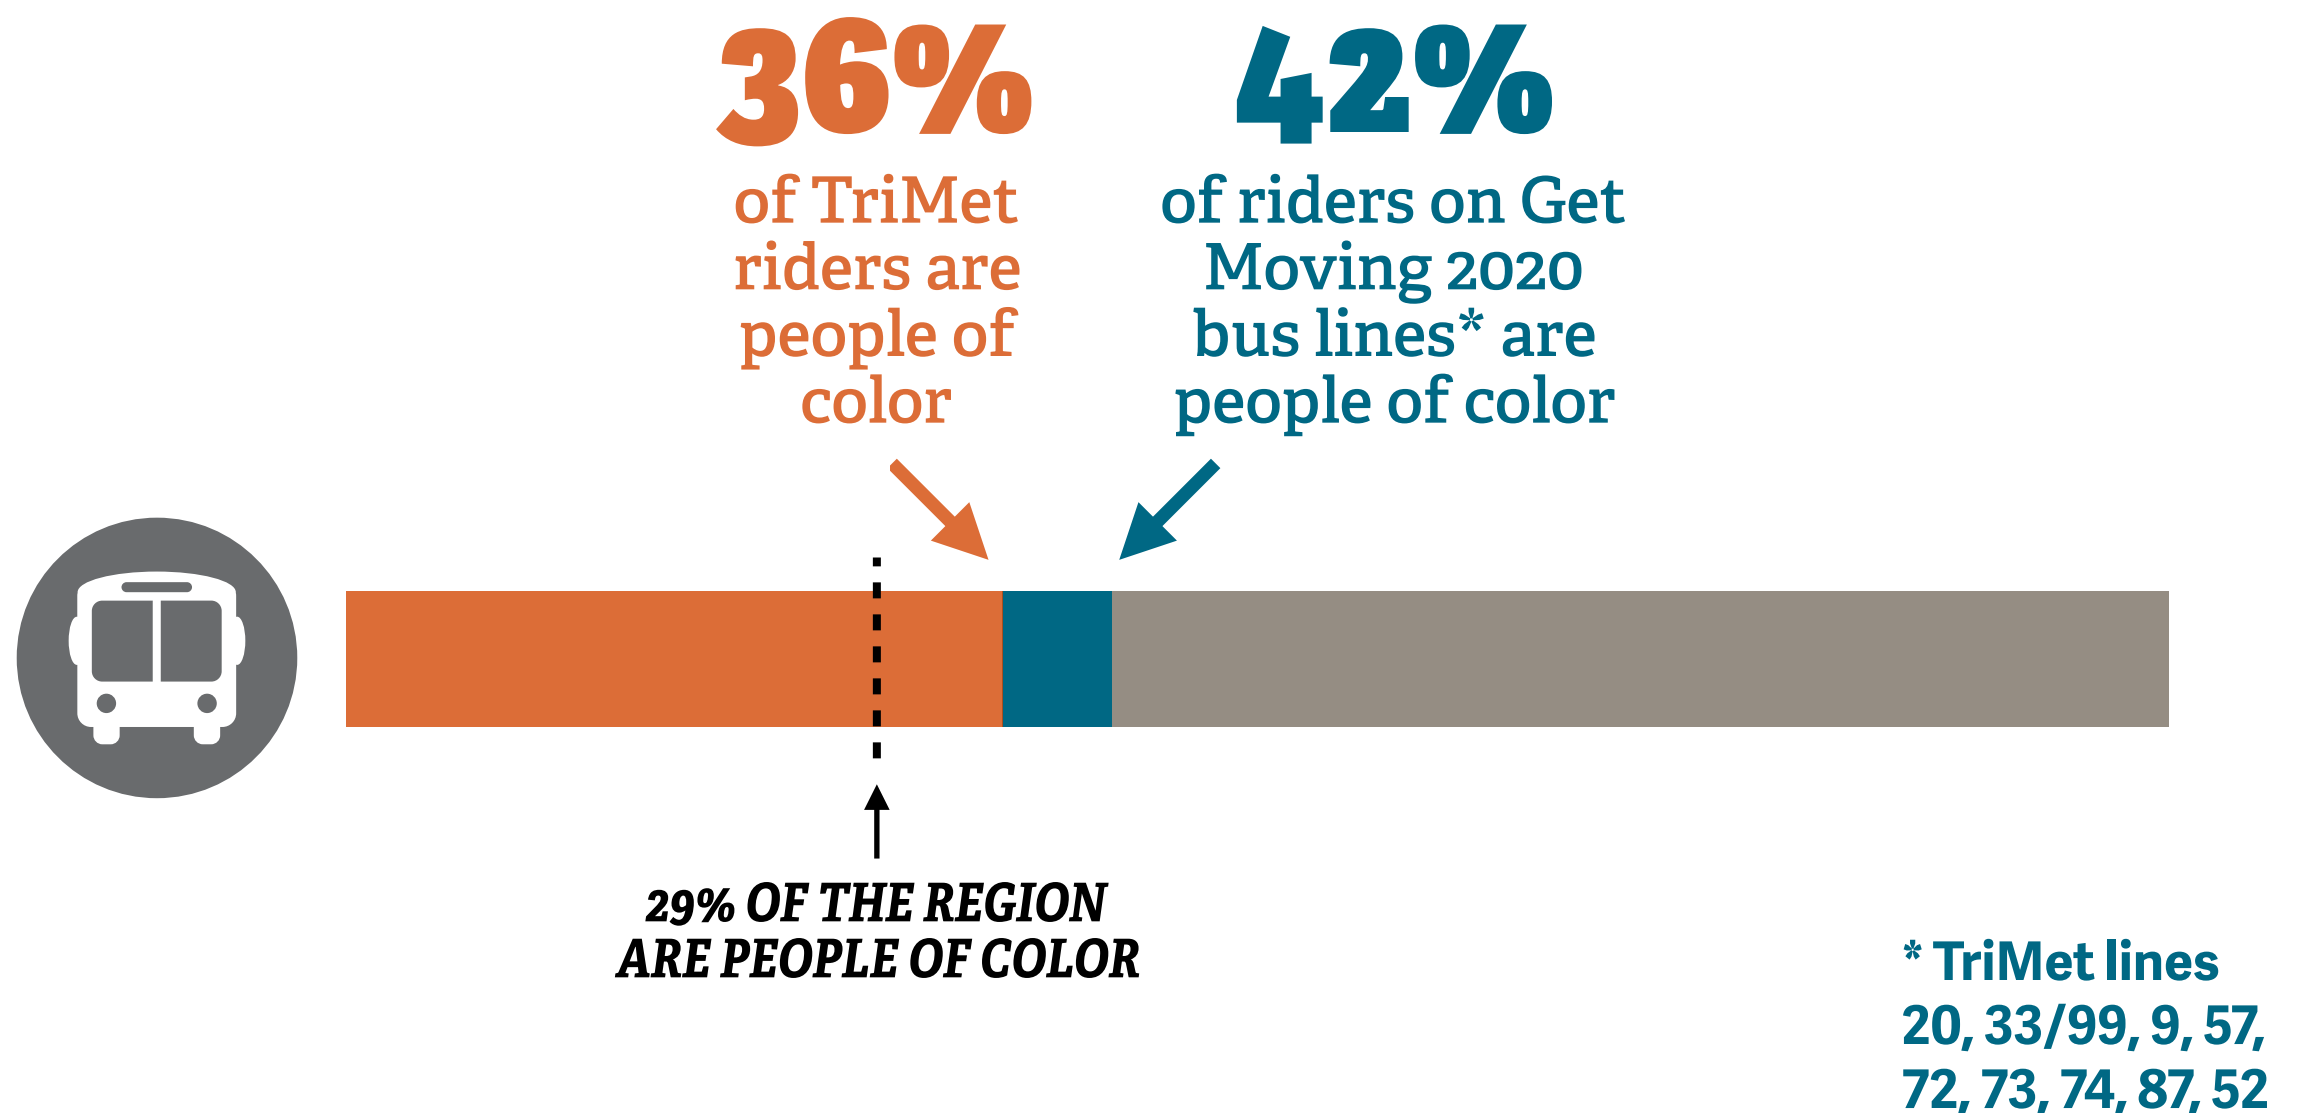 36%
of TriMet
riders are
people of
color
42%
of riders on Get
Moving 2020
bus lines* are
people of color
29% OF THE REGION
ARE PEOPLE OF COLOR
* TriMet lines
20, 33/99, 9, 57,
72, 73, 74, 87, 52